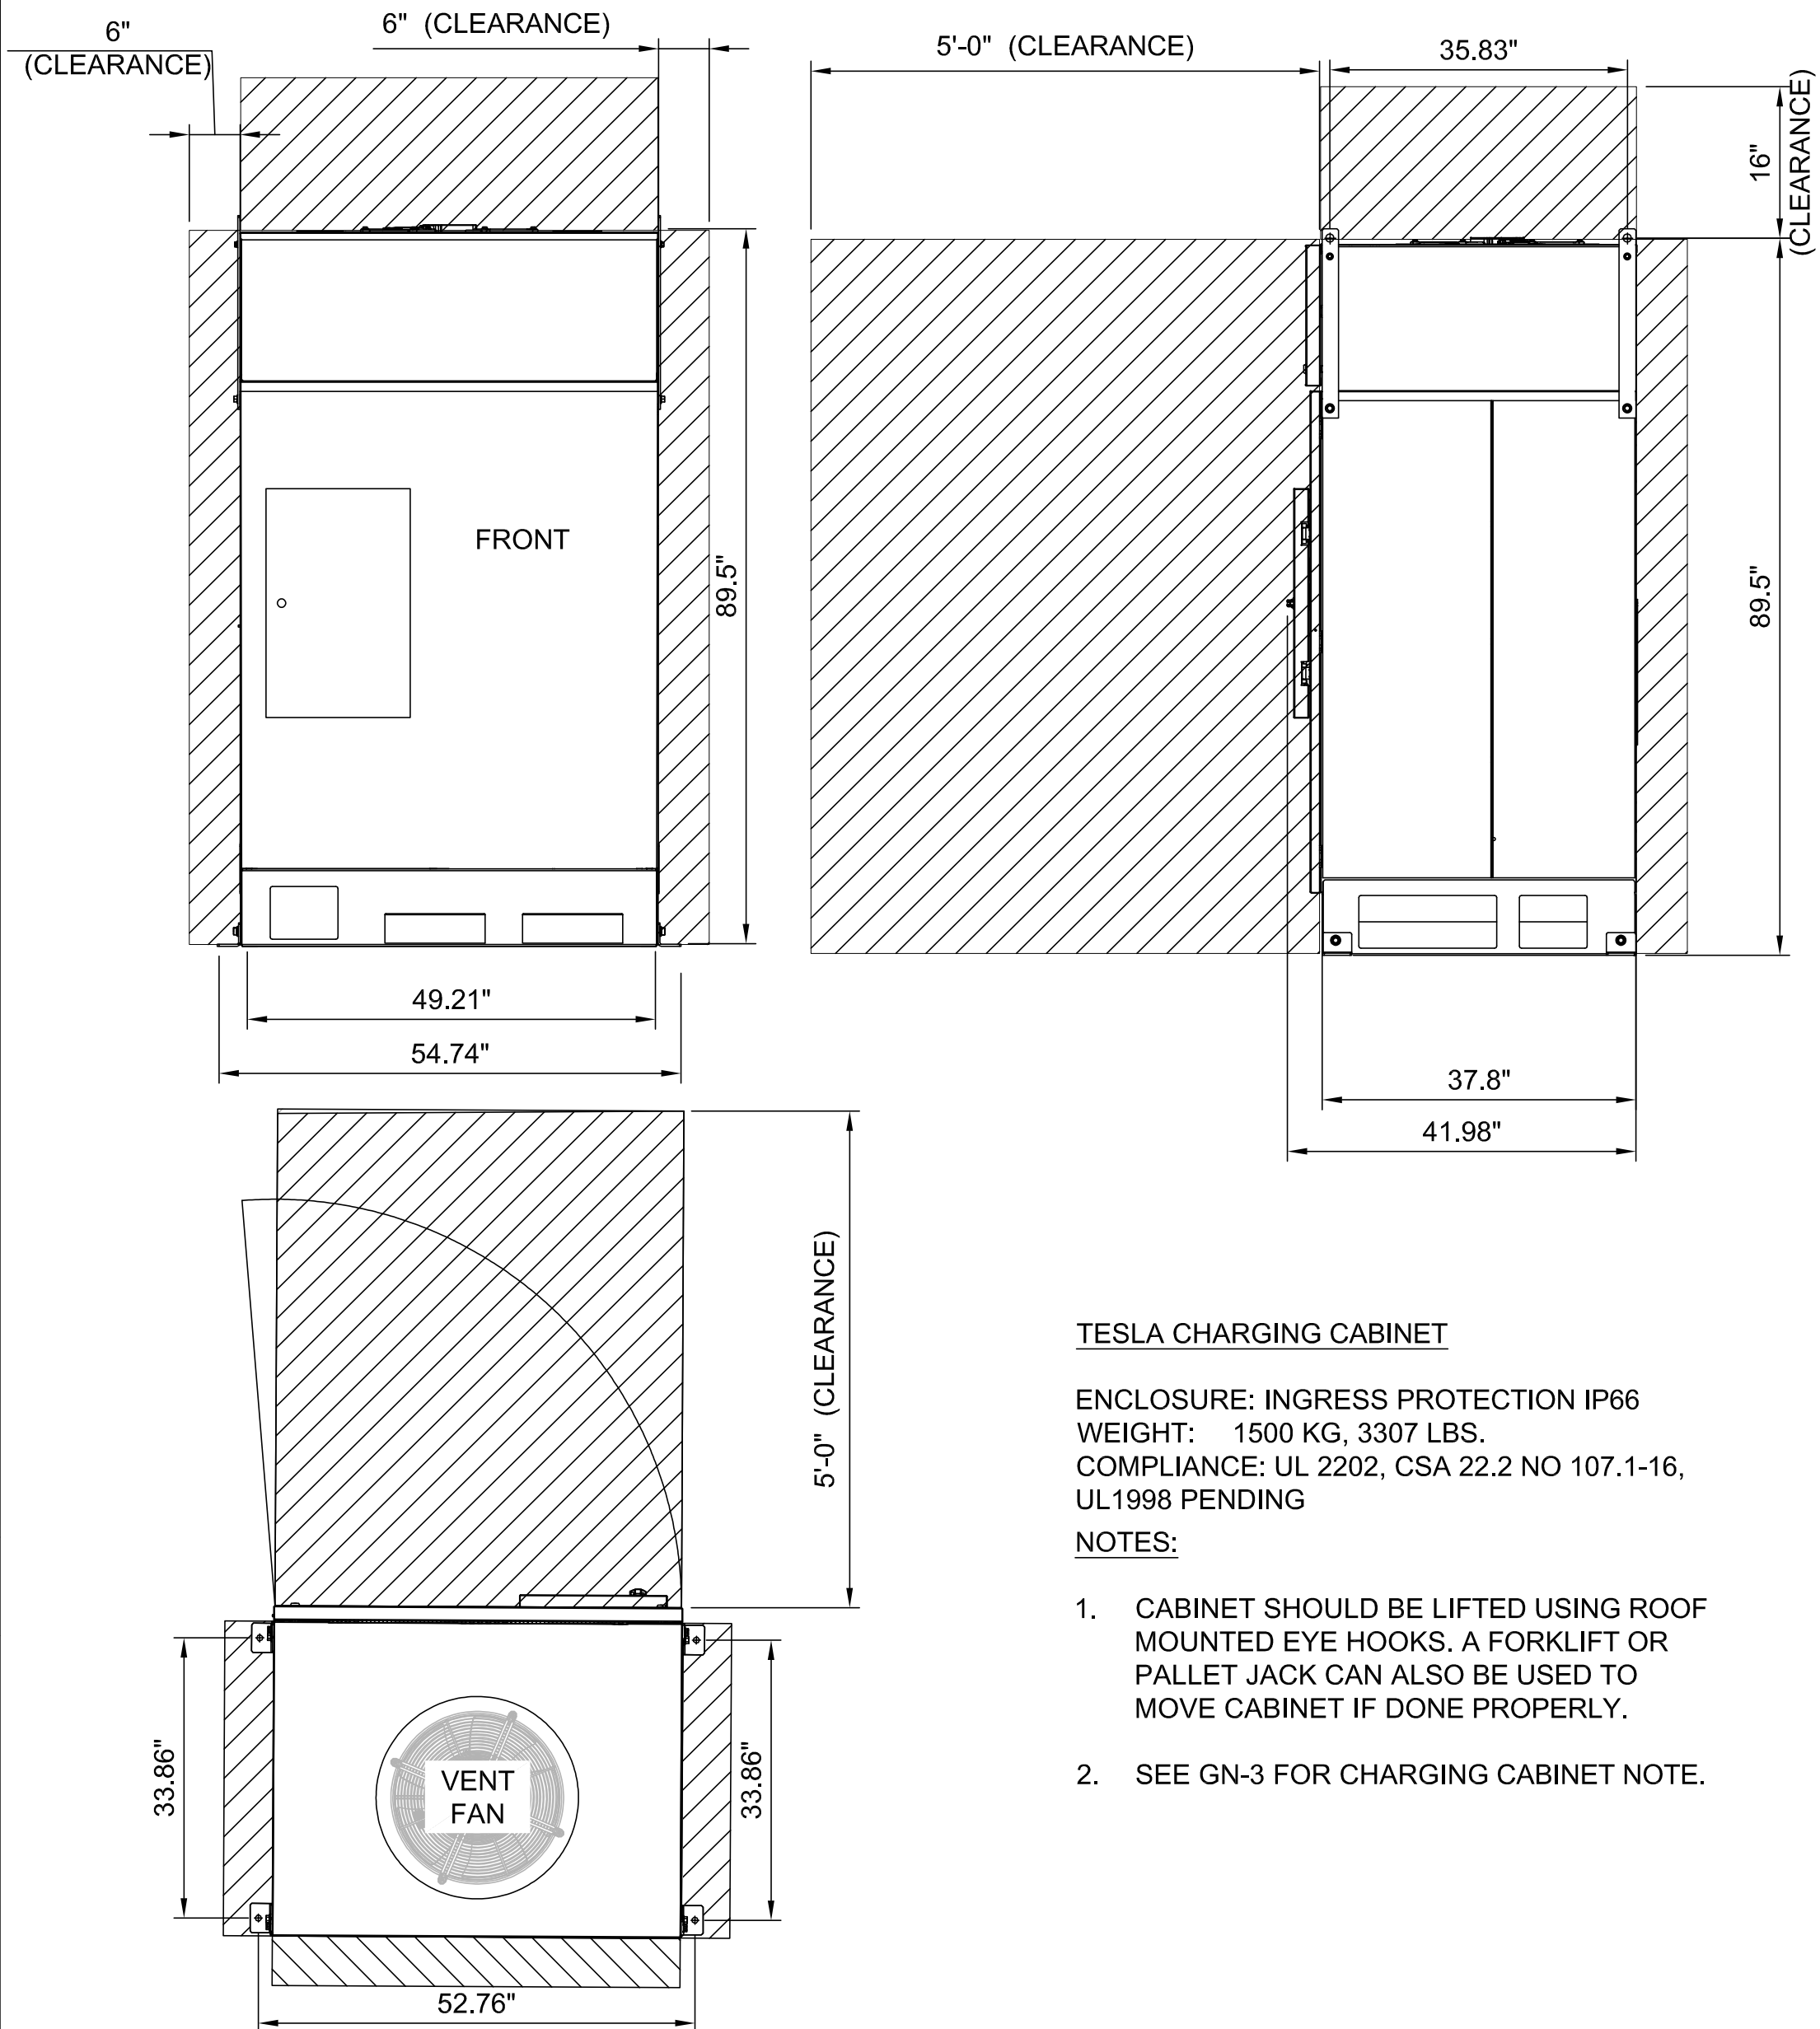 6"
(CLEARANCE)
6" (CLEARANCE)
5'-0" (CLEARANCE)
35.83"
16"
(CLEARANCE)
FRONT
89.5"
89.5"
49.21"
54.74"
37.8"
41.98"
5'-0" (CLEARANCE)
33.86"
VENT
FAN
33.86"
52.76"
TESLA CHARGING CABINET
ENCLOSURE: INGRESS PROTECTION IP66
WEIGHT: 1500 KG, 3307 LBS.
COMPLIANCE: UL 2202, CSA 22.2 NO 107.1-16,
UL1998 PENDING
NOTES:
1. CABINET SHOULD BE LIFTED USING ROOF
MOUNTED EYE HOOKS. A FORKLIFT OR
PALLET JACK CAN ALSO BE USED TO
MOVE CABINET IF DONE PROPERLY.
2. SEE GN-3 FOR CHARGING CABINET NOTE.